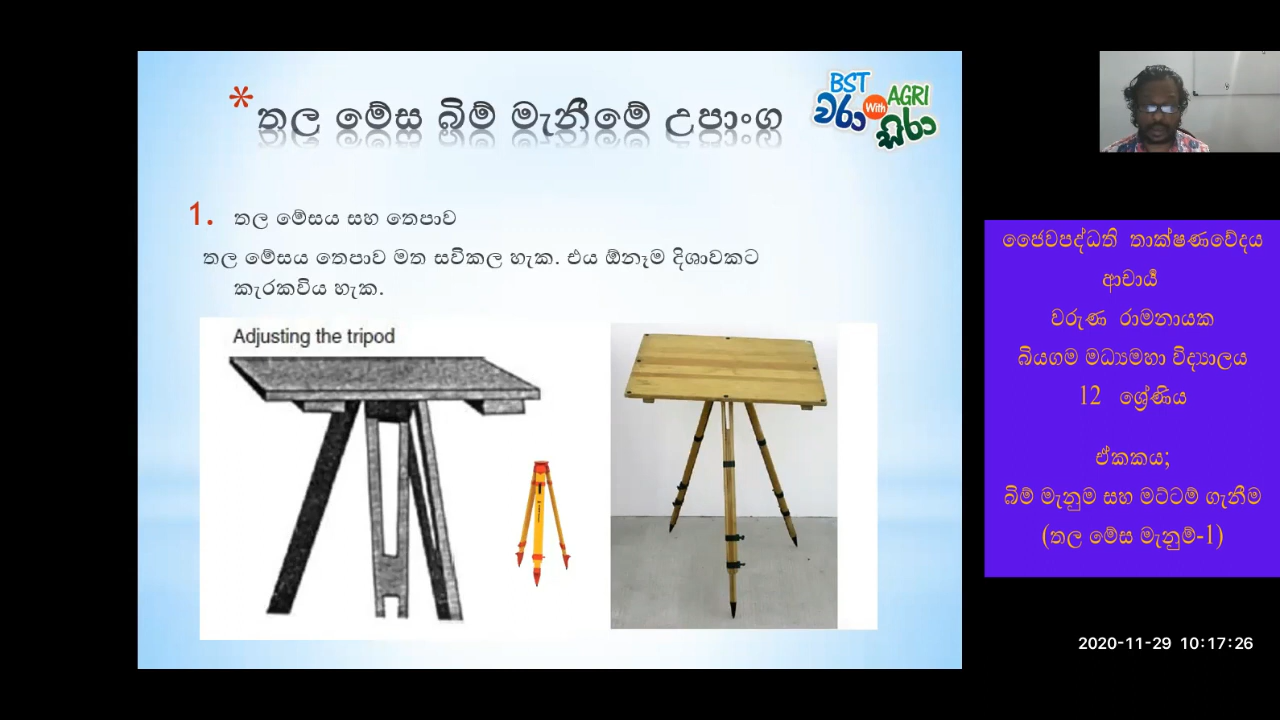 * තල මේස බිම් මැනීමේ උපාංග
BST
වරා With AGRI
සිරා
1. තල මේසය සහ තෙපාව
තල මේසය තෙපාව මත සවිකල හැක. එය ඕනෑම දිශාවකට
කැරකවිය හැක.
Adjusting the tripod
ජෛවපද්ධති තාක්ෂණවේදය
ආචාර්ය
වරුණ රාමනායක
බියගම මධ්‍යමහා විද්‍යාලය
12 ශ්‍රේණිය
ඒකකය;
බිම් මැනුම සහ මට්ටම් ගැනීම
(තල මේස මැනුම්-1)
2020-11-29 10:17:26